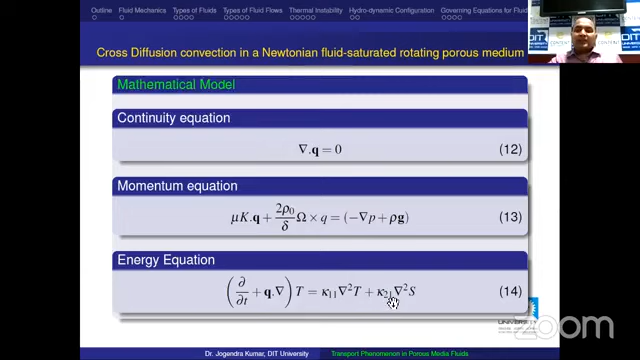 Outline Fluid Mechanics Types of Fluids Types of Fluid Flows Thermal Instability Hydro-dynamic Configuration Governing Equations for Fluid
Cross Diffusion convection in a Newtonian fluid-saturated rotating porous medium
Mathematical Model
Continuity equation
∇.q = 0 (12)
Momentum equation
μK.q + 2ρ₀/δ Ω × q = (−∇p + ρg) (13)
Energy Equation
(∂/∂t + q.∇) T = κ₁₁∇²T + κ₂₁∇²S (14)
zoom
Dr. Jogendra Kumar, DIT University Transport Phenomenon in Porous Media Fluids